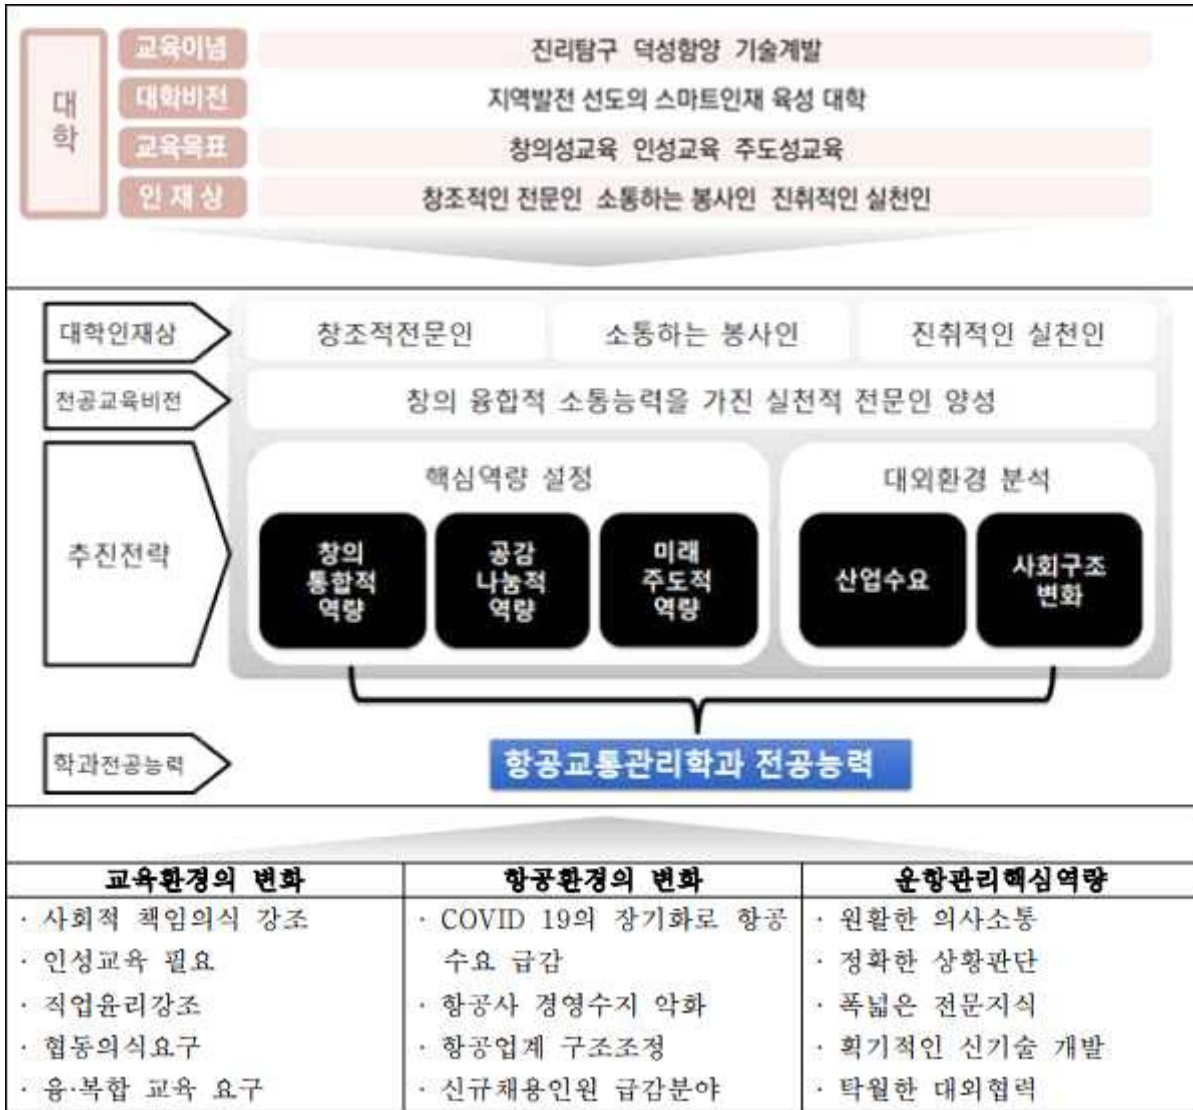 대학
교육이념
진리탐구 덕성함양 기술계발
대학비전
지역발전 선도의 스마트인재 육성 대학
교육목표
창의성교육 인성교육 주도성교육
인 재 상
창조적인 전문인 소통하는 봉사인 진취적인 실천인
대학인재상
창조적전문인
소통하는 봉사인
진취적인 실천인
전공교육비전
창의 융합적 소통능력을 가진 실천적 전문인 양성
추진전략
핵심역량 설정
창의
통합적
역량
공감
나눔적
역량
미래
주도적
역량
대외환경 분석
산업수요
사회구조
변화
학과전공능력
항공교통관리학과 전공능력
교육환경의 변화
· 사회적 책임의식 강조
· 인성교육 필요
· 직업윤리강조
· 협동의식요구
· 융·복합 교육 요구
항공환경의 변화
· COVID 19의 장기화로 항공
수요 급감
· 항공사 경영수지 악화
· 항공업계 구조조정
· 신규채용인원 급감분야
운항관리핵심역량
· 원활한 의사소통
· 정확한 상황판단
· 폭넓은 전문지식
· 획기적인 신기술 개발
· 탁월한 대외협력